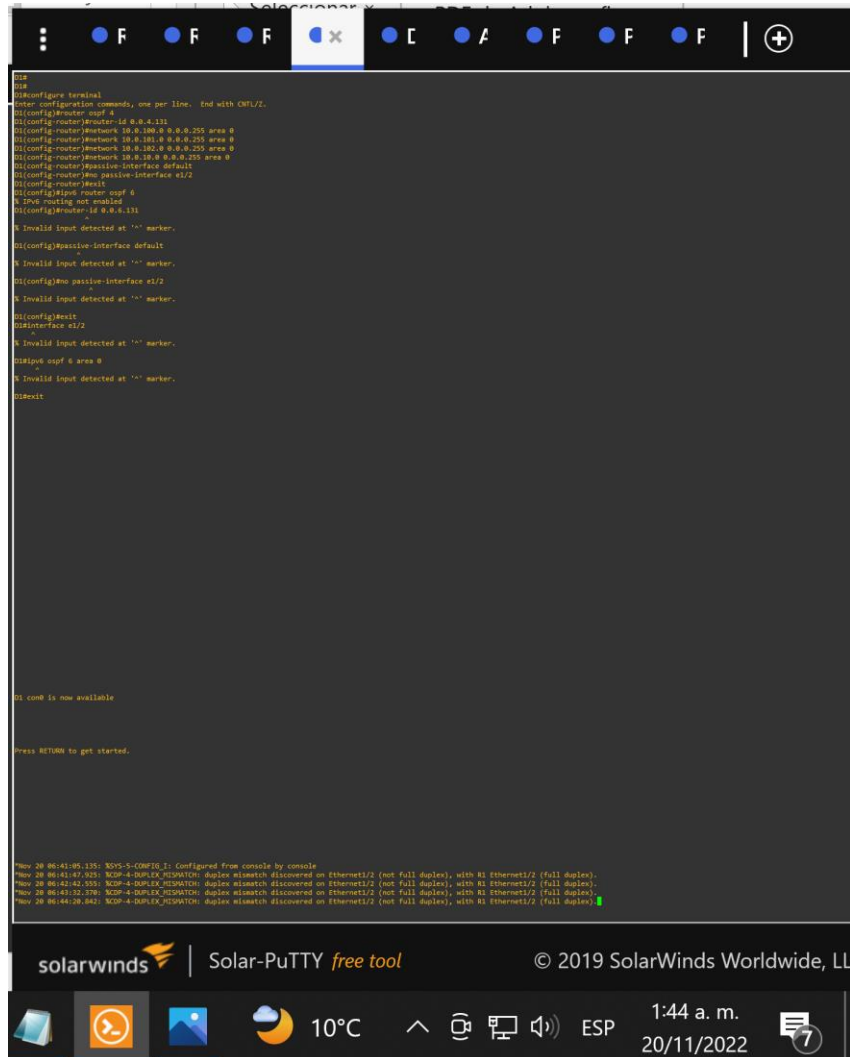 Seleccionar x
F F F × D A F F F
D1#
D1#
D1#configure terminal
Enter configuration commands, one per line. End with CNTL/Z.
D1(config)#router ospf 4
D1(config-router)#router-id 0.0.4.131
D1(config-router)#network 10.0.100.0 0.0.0.255 area 0
D1(config-router)#network 10.0.101.0 0.0.0.255 area 0
D1(config-router)#network 10.0.102.0 0.0.0.255 area 0
D1(config-router)#network 10.0.10.0 0.0.0.255 area 0
D1(config-router)#passive-interface default
D1(config-router)#no passive-interface e1/2
D1(config-router)#exit
D1(config)#ipv6 router ospf 6
% IPv6 routing not enabled
D1(config)#router-id 0.0.6.131
^
% Invalid input detected at '^' marker.
D1(config)#passive-interface default
^
% Invalid input detected at '^' marker.
D1(config)#no passive-interface e1/2
^
% Invalid input detected at '^' marker.
D1(config)#exit
D1#interface e1/2
^
% Invalid input detected at '^' marker.
D1#ipv6 ospf 6 area 0
^
% Invalid input detected at '^' marker.
D1#exit
D1 con0 is now available
Press RETURN to get started.
*Nov 20 06:41:05.135: %SYS-5-CONFIG_I: Configured from console by console
*Nov 20 06:41:47.925: %CDP-4-DUPLEX_MISMATCH: duplex mismatch discovered on Ethernet1/2 (not full duplex), with R1 Ethernet1/2 (full duplex).
*Nov 20 06:42:42.555: %CDP-4-DUPLEX_MISMATCH: duplex mismatch discovered on Ethernet1/2 (not full duplex), with R1 Ethernet1/2 (full duplex).
*Nov 20 06:43:32.370: %CDP-4-DUPLEX_MISMATCH: duplex mismatch discovered on Ethernet1/2 (not full duplex), with R1 Ethernet1/2 (full duplex).
*Nov 20 06:44:20.842: %CDP-4-DUPLEX_MISMATCH: duplex mismatch discovered on Ethernet1/2 (not full duplex), with R1 Ethernet1/2 (full duplex).
solarwinds | Solar-PuTTY free tool © 2019 SolarWinds Worldwide, LL
10°C ESP 1:44 a. m.
20/11/2022 7